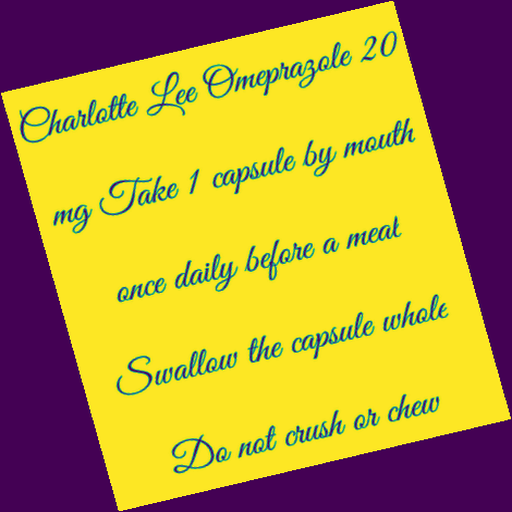 Charlotte Lee Omeprazole 20
mg Take 1 capsule by mouth
once daily before a meal
Swallow the capsule whole
Do not crush or chew